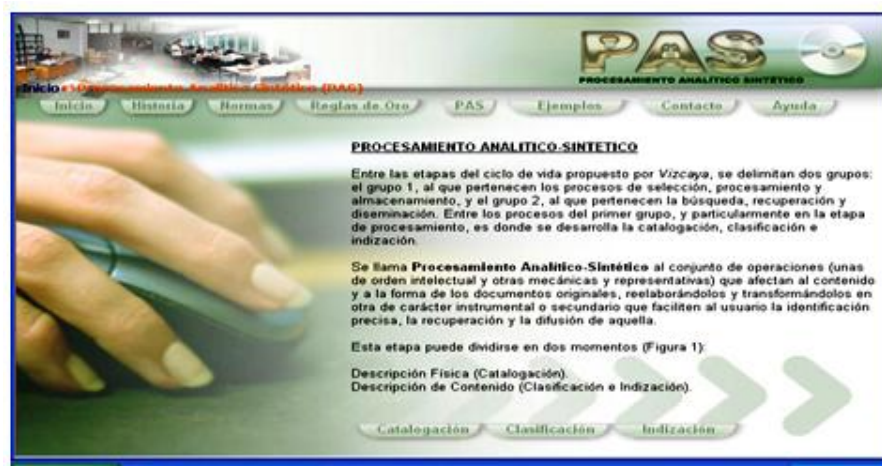 PAS
PROCESAMIENTO ANALÍTICO SINTÉTICO
Inicio»Procesamiento Analítico Sintético (PAS)
Inicio Historia Normas Reglas de Oro PAS Ejemplos Contacto Ayuda
PROCESAMIENTO ANALITICO-SINTETICO
Entre las etapas del ciclo de vida propuesto por Vizcaya, se delimitan dos grupos:
el grupo 1, al que pertenecen los procesos de selección, procesamiento y
almacenamiento, y el grupo 2, al que pertenecen la búsqueda, recuperación y
diseminación. Entre los procesos del primer grupo, y particularmente en la etapa
de procesamiento, es donde se desarrolla la catalogación, clasificación e
indización.
Se llama Procesamiento Analítico-Sintético al conjunto de operaciones (unas
de orden intelectual y otras mecánicas y representativas) que afectan al contenido
y a la forma de los documentos originales, reelaborándolos y transformándolos en
otra de carácter instrumental o secundario que faciliten al usuario la identificación
precisa, la recuperación y la difusión de aquella.
Esta etapa puede dividirse en dos momentos (Figura 1):
Descripción Física (Catalogación).
Descripción de Contenido (Clasificación e Indización).
Catalogación Clasificación Indización